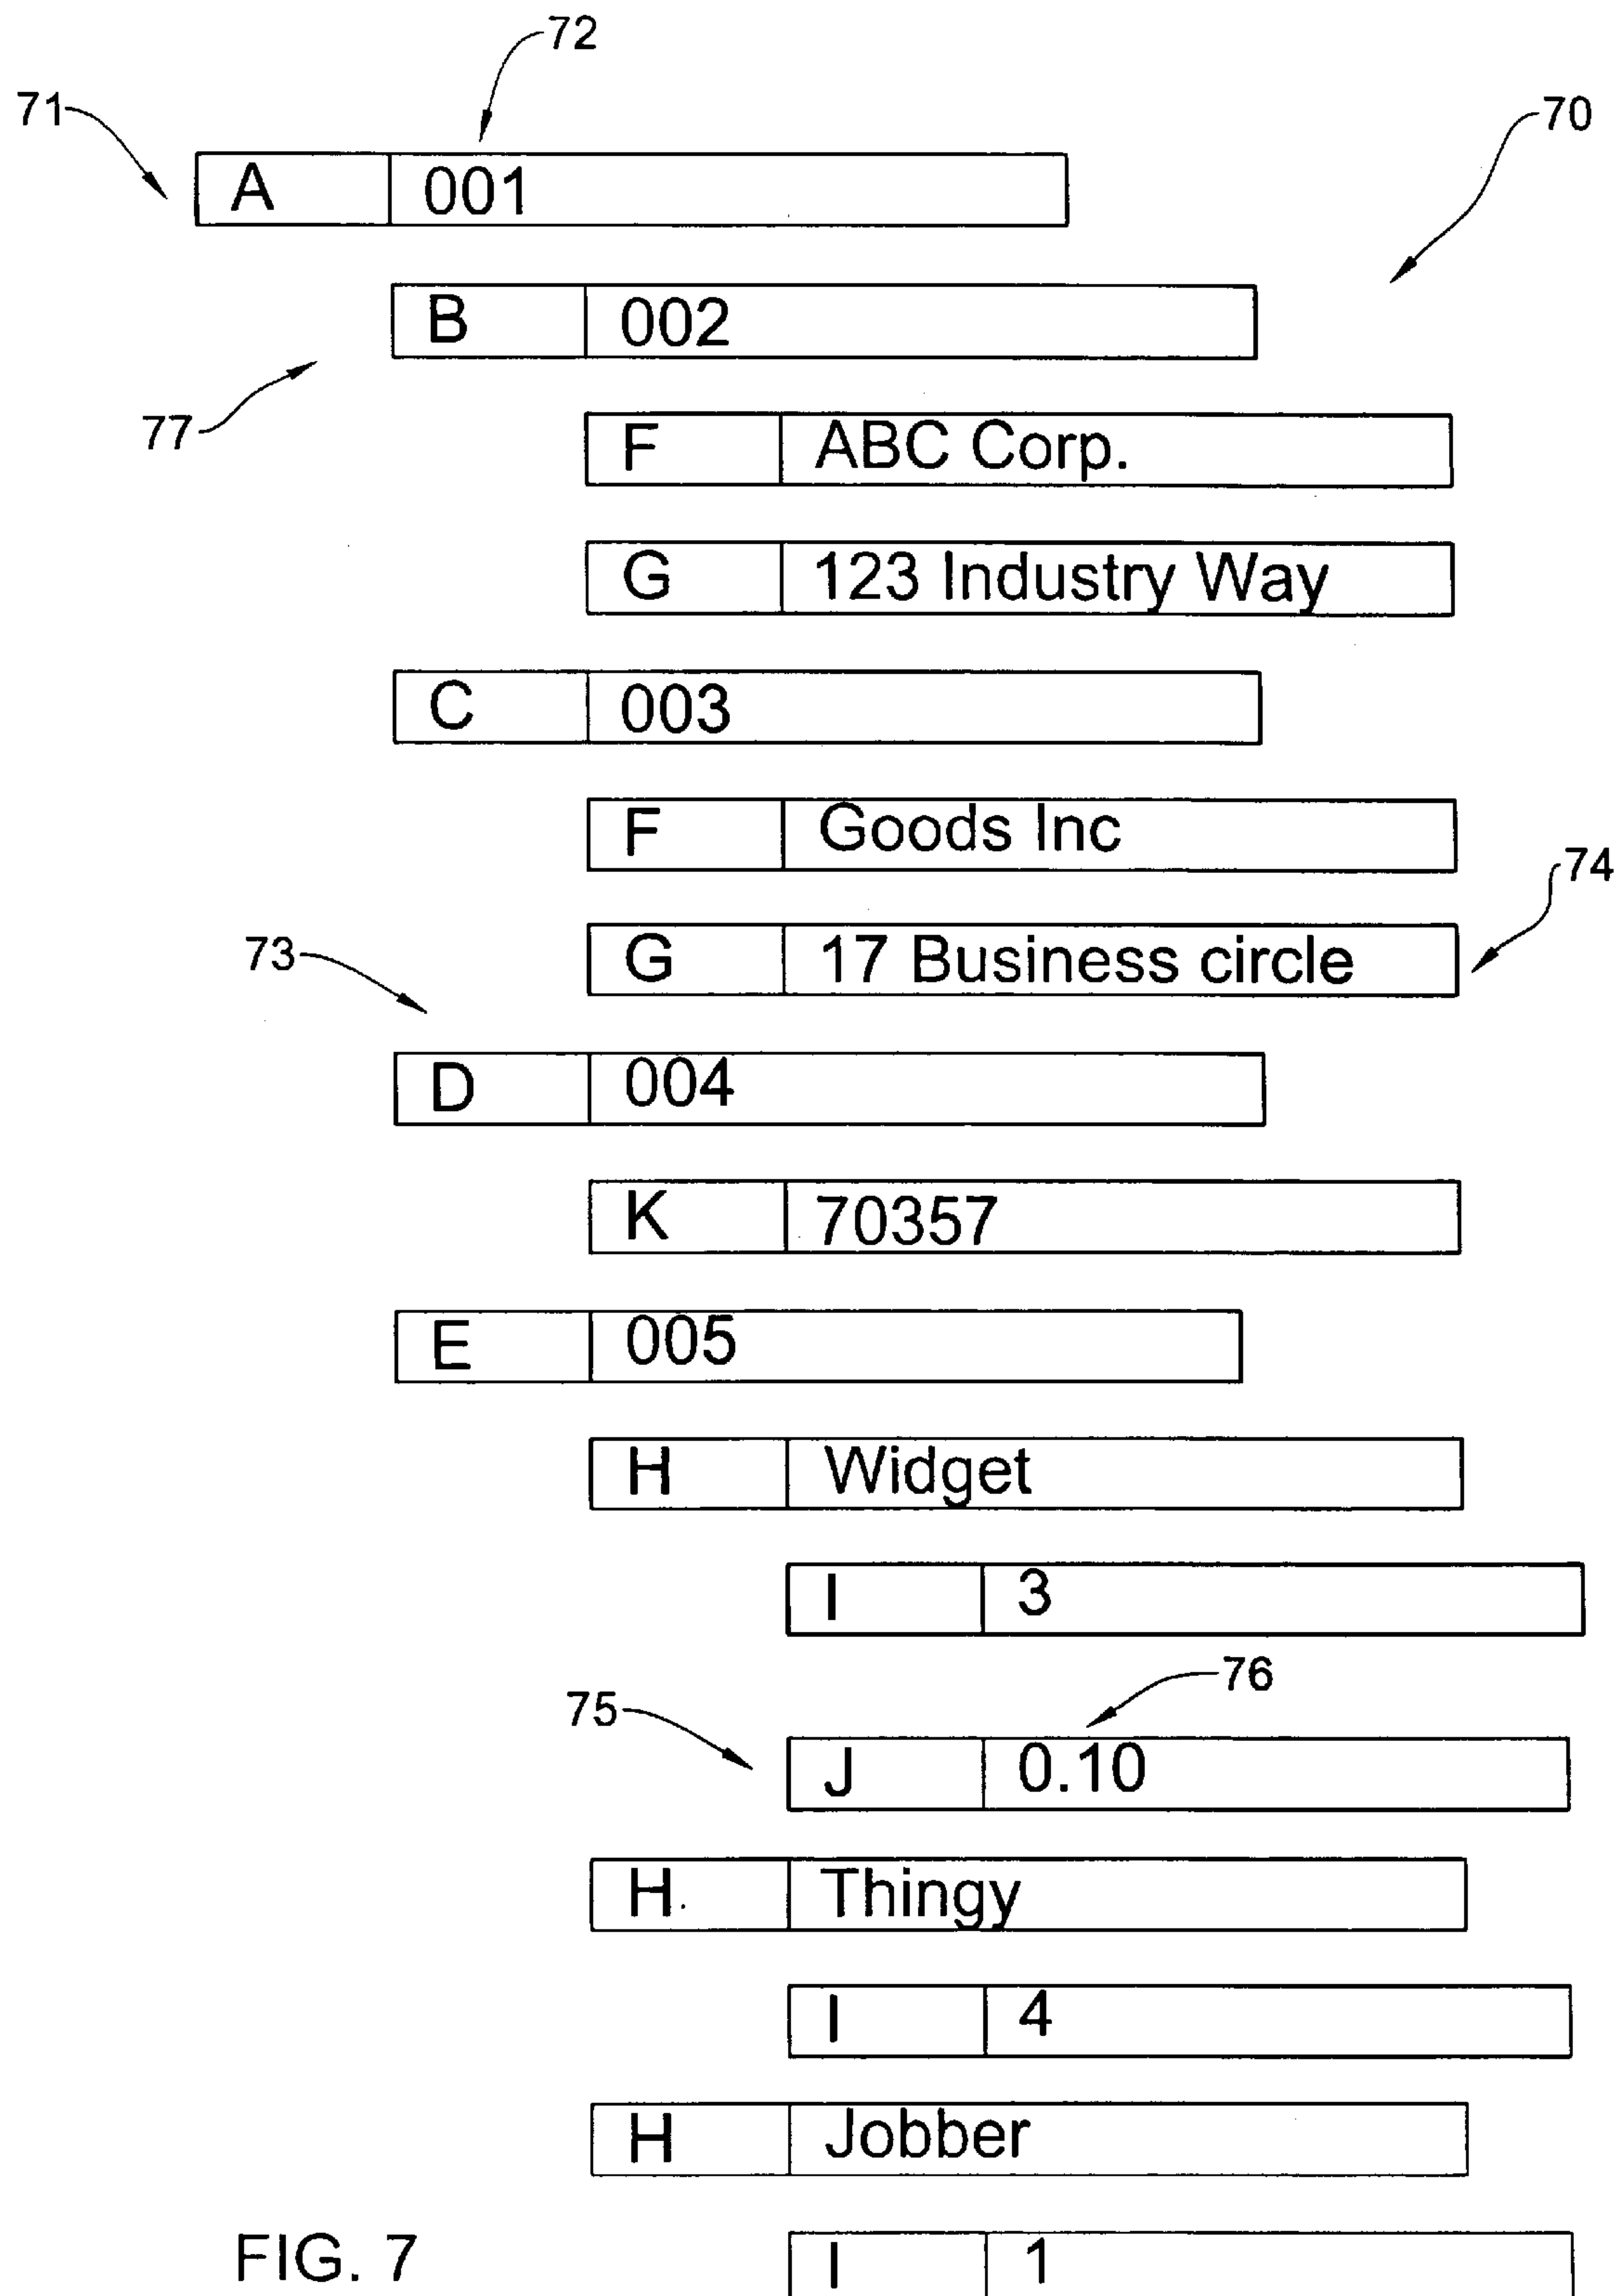 72
71
70
A 001
B 002
77
F ABC Corp.
G 123 Industry Way
C 003
F Goods Inc
74
73
G 17 Business circle
D 004
K 70357
E 005
H Widget
I 3
76
75
J 0.10
H Thingy
I 4
H Jobber
FIG. 7
I 1